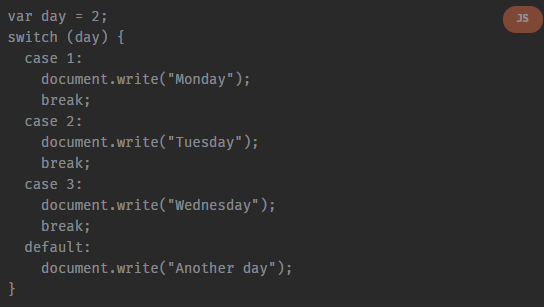 var day = 2;
JS
switch (day) {
  case 1:
    document.write("Monday");
    break;
  case 2:
    document.write("Tuesday");
    break;
  case 3:
    document.write("Wednesday");
    break;
  default:
    document.write("Another day");
}